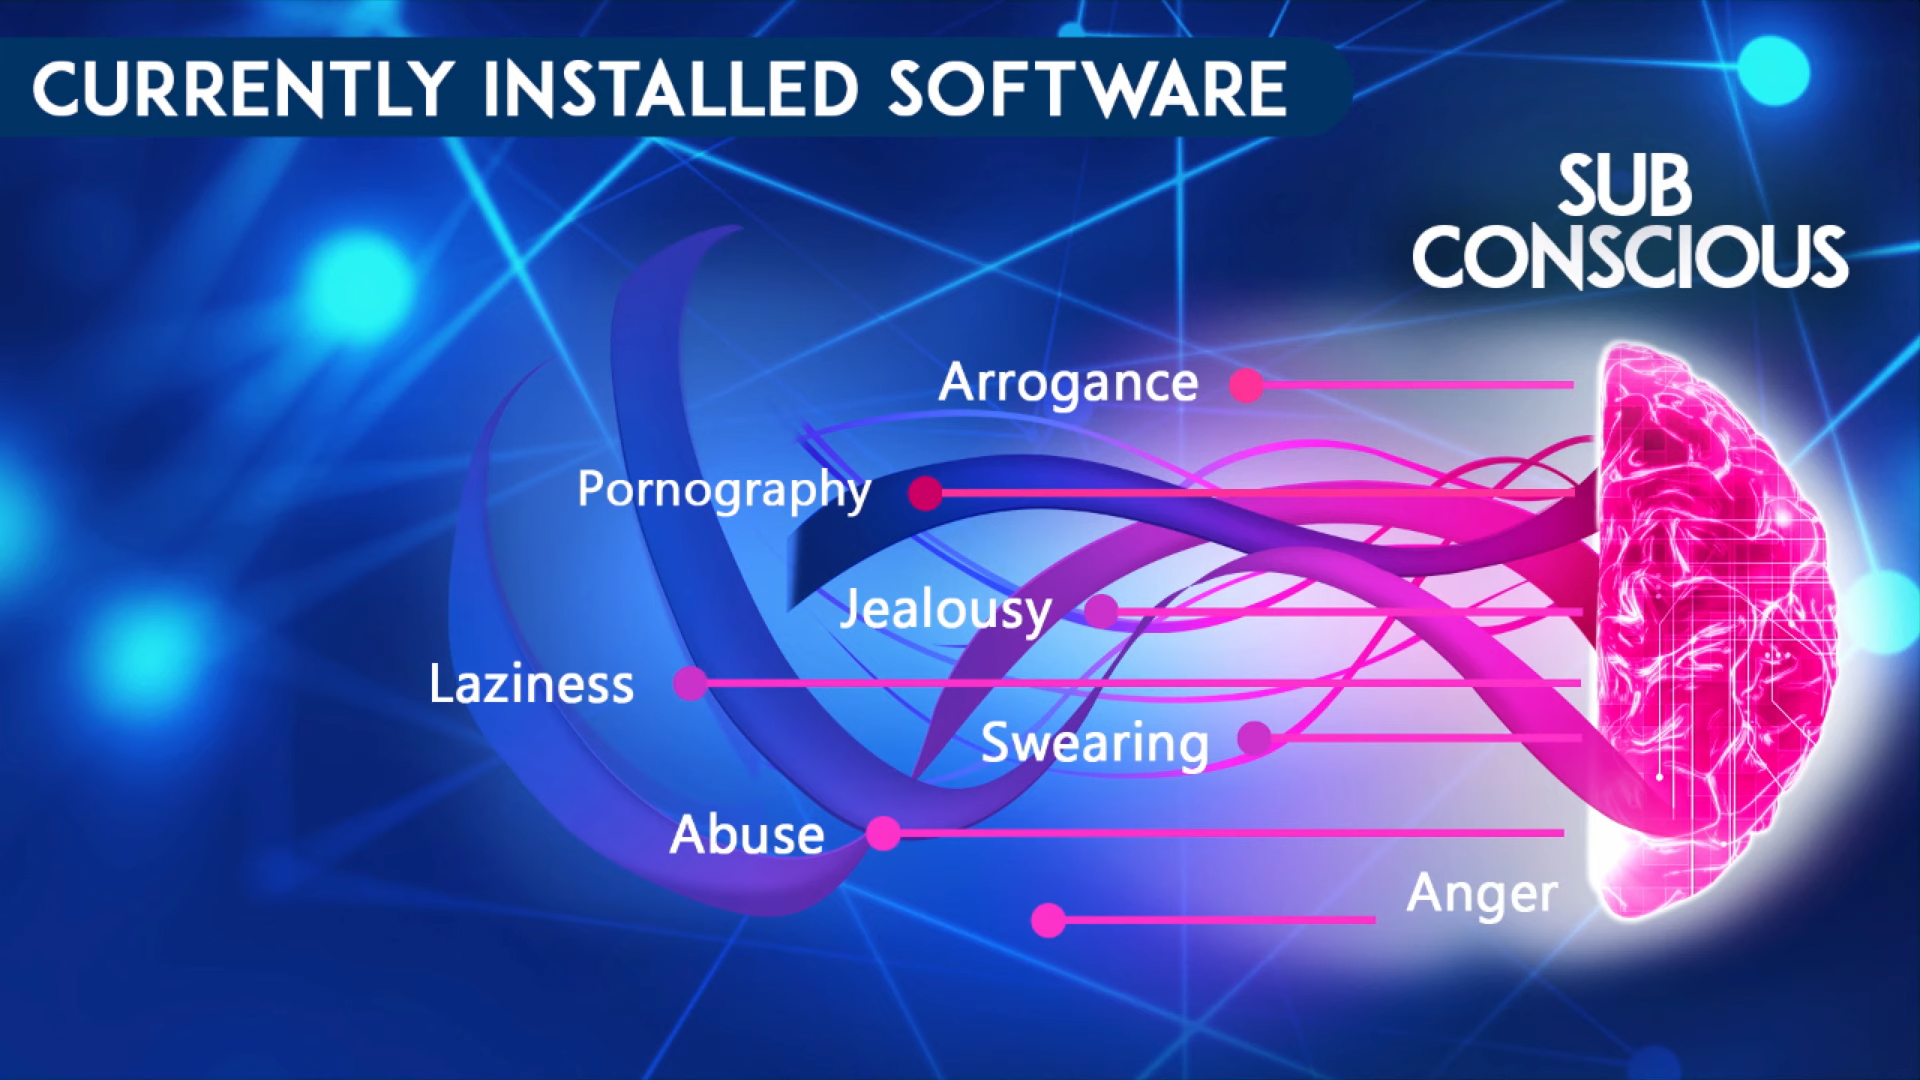 CURRENTLY INSTALLED SOFTWARE
SUB
CONSCIOUS
Arrogance
Pornography
Jealousy
Laziness
Swearing
Abuse
Anger